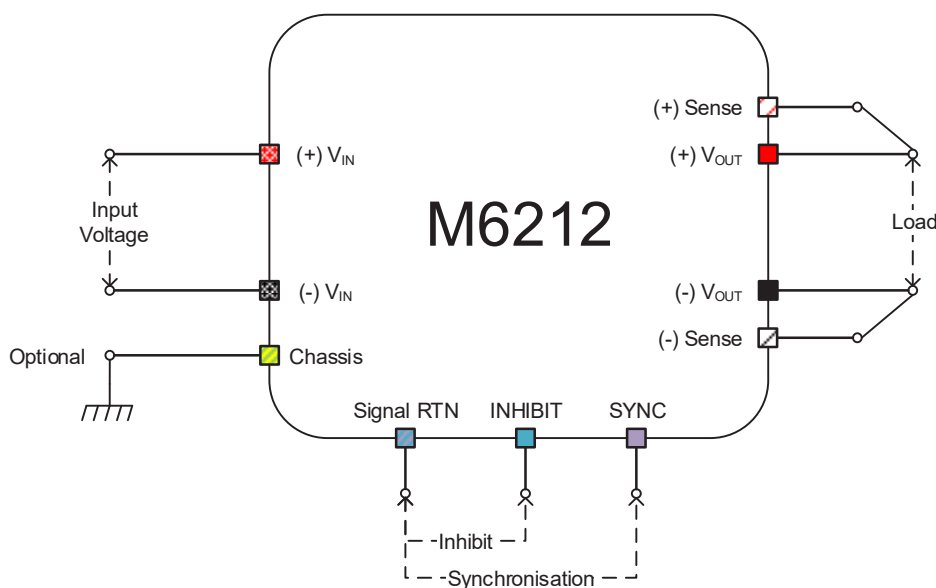 (+) Sense
(+) VIN
(+) VOUT
Input
Voltage
M6212
Load
(-) VIN
(-) VOUT
(-) Sense
Optional
Chassis
Signal RTN
INHIBIT
SYNC
Inhibit
Synchronisation